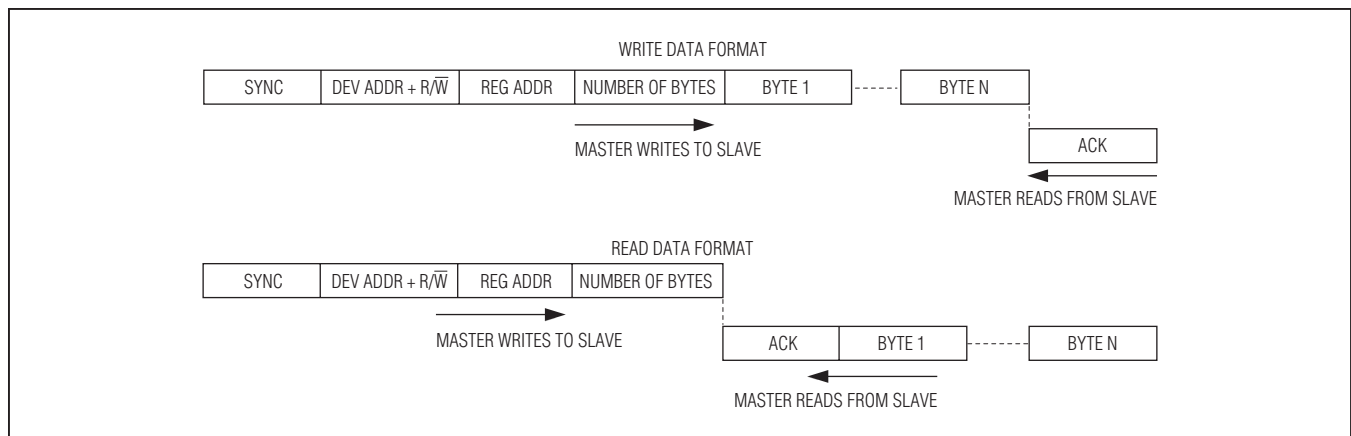 WRITE DATA FORMAT
SYNC DEV ADDR + R/W̅ REG ADDR NUMBER OF BYTES BYTE 1 BYTE N
MASTER WRITES TO SLAVE
ACK
MASTER READS FROM SLAVE
READ DATA FORMAT
SYNC DEV ADDR + R/W̅ REG ADDR NUMBER OF BYTES
MASTER WRITES TO SLAVE
ACK BYTE 1 BYTE N
MASTER READS FROM SLAVE